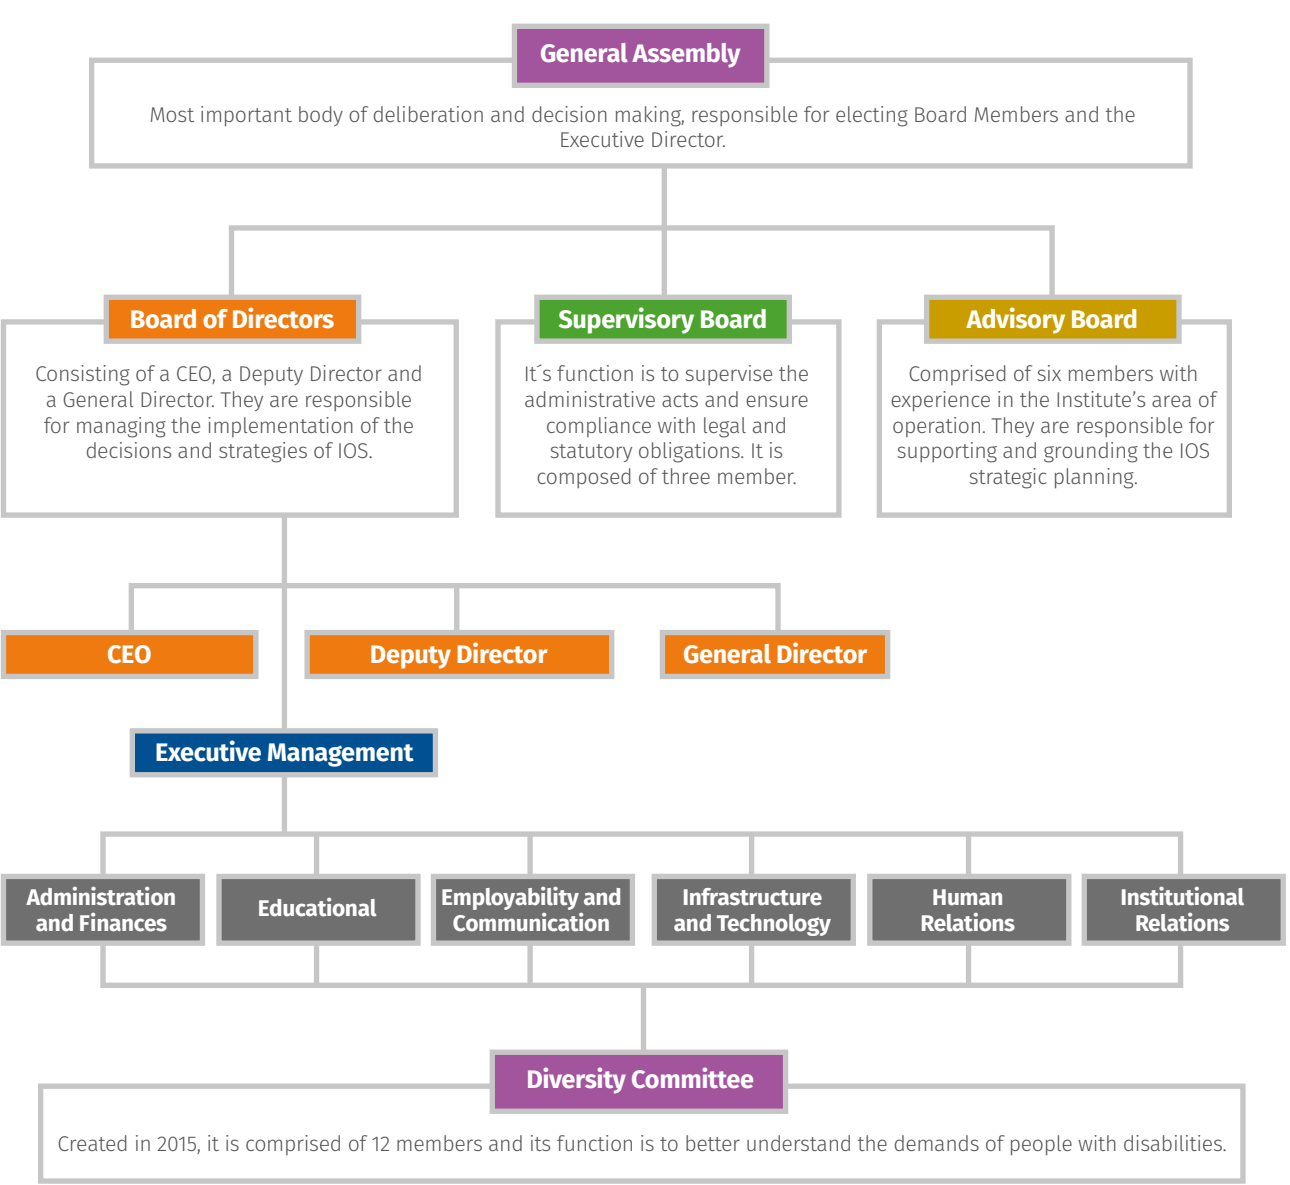 General Assembly
Most important body of deliberation and decision making, responsible for electing Board Members and the
Executive Director.
Board of Directors
Consisting of a CEO, a Deputy Director and
a General Director. They are responsible
for managing the implementation of the
decisions and strategies of IOS.
Supervisory Board
It´s function is to supervise the
administrative acts and ensure
compliance with legal and
statutory obligations. It is
composed of three member.
Advisory Board
Comprised of six members with
experience in the Institute’s area of
operation. They are responsible for
supporting and grounding the IOS
strategic planning.
CEO
Deputy Director
General Director
Executive Management
Administration
and Finances
Educational
Employability and
Communication
Infrastructure
and Technology
Human
Relations
Institutional
Relations
Diversity Committee
Created in 2015, it is comprised of 12 members and its function is to better understand the demands of people with disabilities.